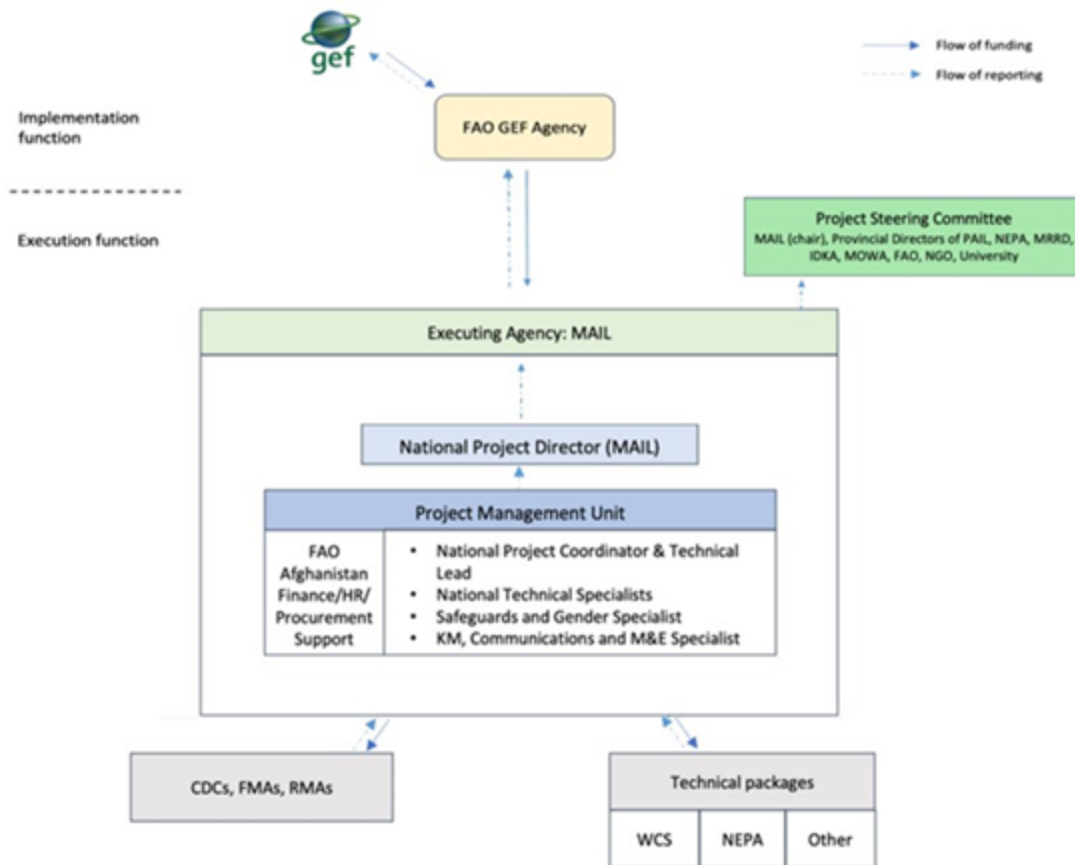 gef
Flow of funding
Flow of reporting
Implementation
function
FAO GEF Agency
Execution function
Project Steering Committee
MAIL (chair), Provincial Directors of PAIL, NEPA, MRRD,
IDKA, MOWA, FAO, NGO, University
Executing Agency: MAIL
National Project Director (MAIL)
Project Management Unit
FAO
Afghanistan
Finance/HR/
Procurement
Support
• National Project Coordinator & Technical
Lead
• National Technical Specialists
• Safeguards and Gender Specialist
• KM, Communications and M&E Specialist
CDCs, FMAs, RMAs
Technical packages
WCS
NEPA
Other